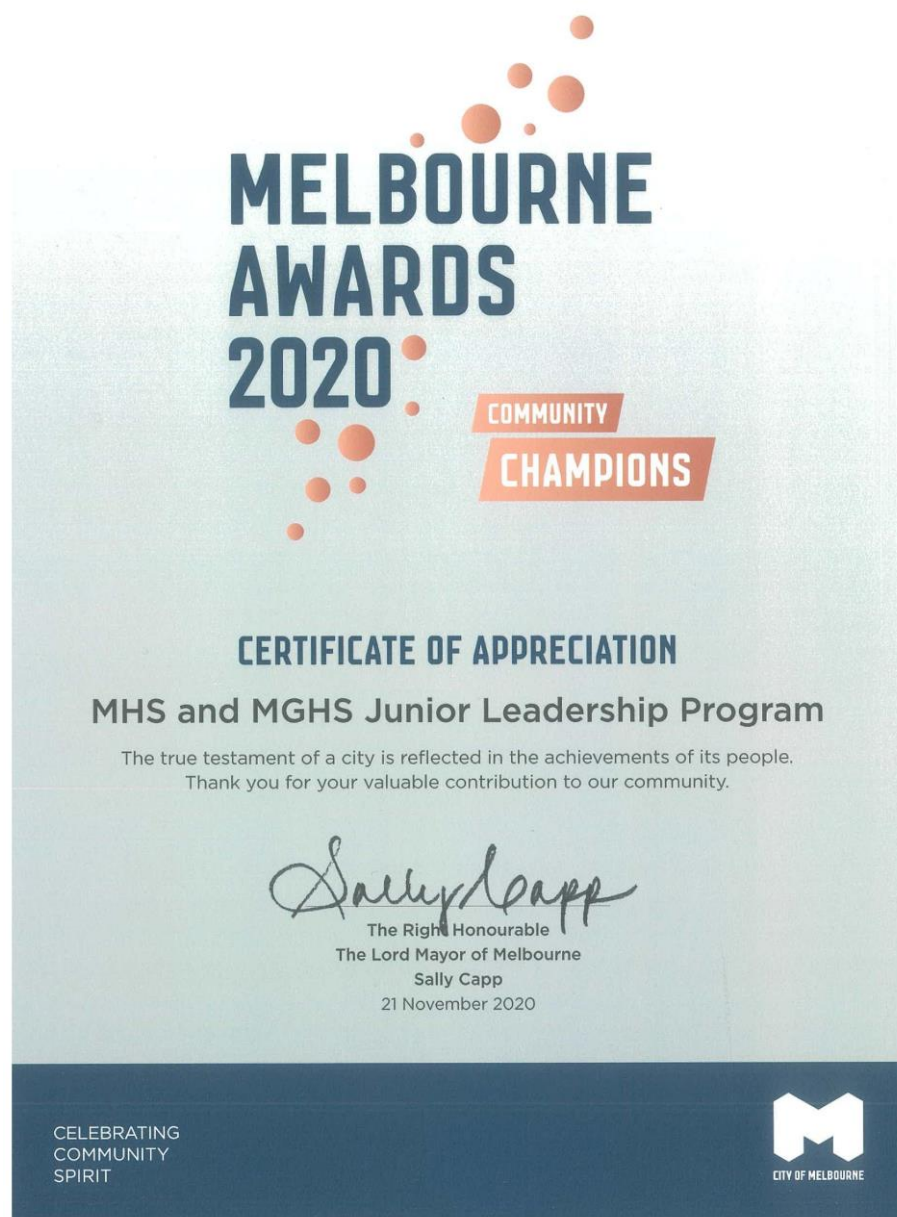 MELBOURNE
AWARDS
2020
COMMUNITY
CHAMPIONS
CERTIFICATE OF APPRECIATION
MHS and MGHS Junior Leadership Program
The true testament of a city is reflected in the achievements of its people.
Thank you for your valuable contribution to our community.
Sally Capp
The Right Honourable
The Lord Mayor of Melbourne
Sally Capp
21 November 2020
CELEBRATING
COMMUNITY
SPIRIT
CITY OF MELBOURNE